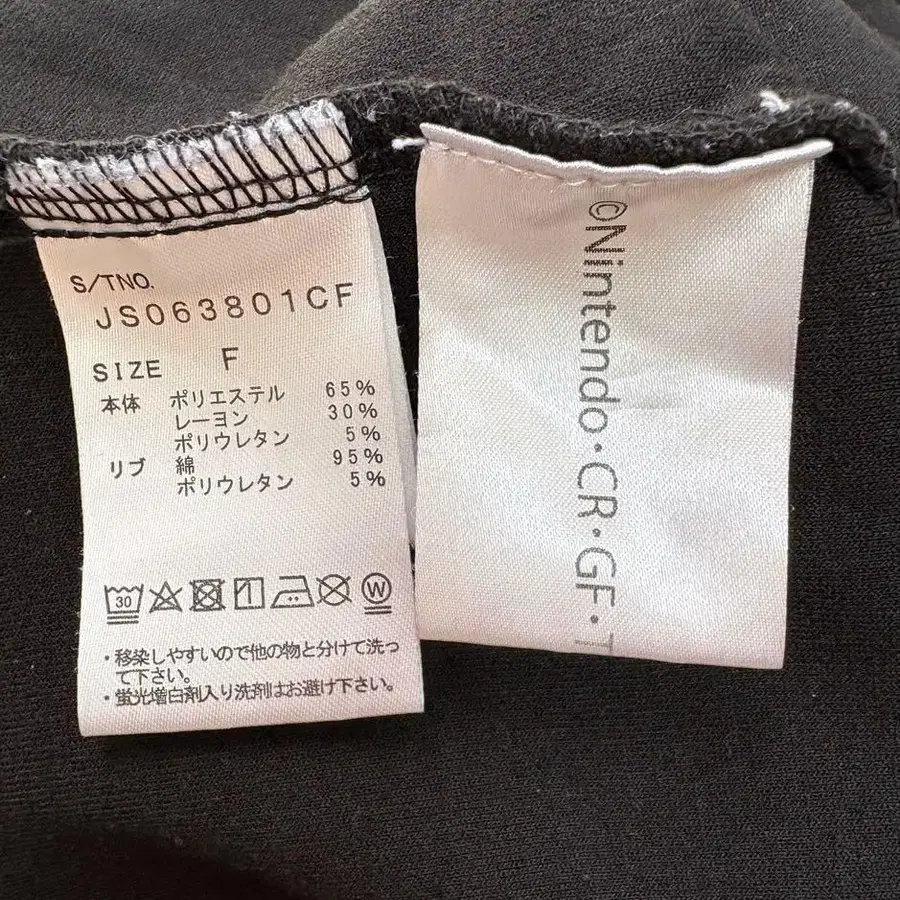 S/TNO.
JS063801CF
SIZE F
本体 ポリエステル 65%
レーヨン 30%
ポリウレタン 5%
リブ 綿 95%
ポリウレタン 5%
30 W
・移染しやすいので他の物と分けて洗っ
て下さい。
・蛍光増白剤入り洗剤はお避け下さい。
©Nintendo・CR・GF・